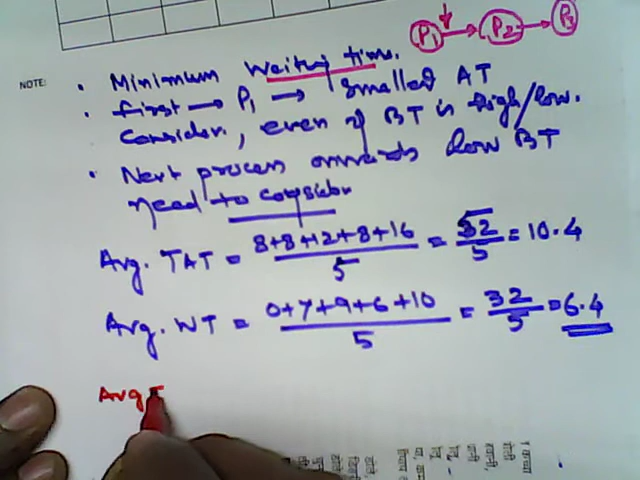 P1 → P2 → P3
NOTE:
• Minimum Waiting time.
• first → P1 → Smalled AT
Consider, even if BT is high/low.
• Next process onwards low BT
need to consider
Avg. TAT = 8+8+12+8+16 / 5 = 52/5 = 10.4
Avg. WT = 0+7+9+6+10 / 5 = 32/5 = 6.4
Avg